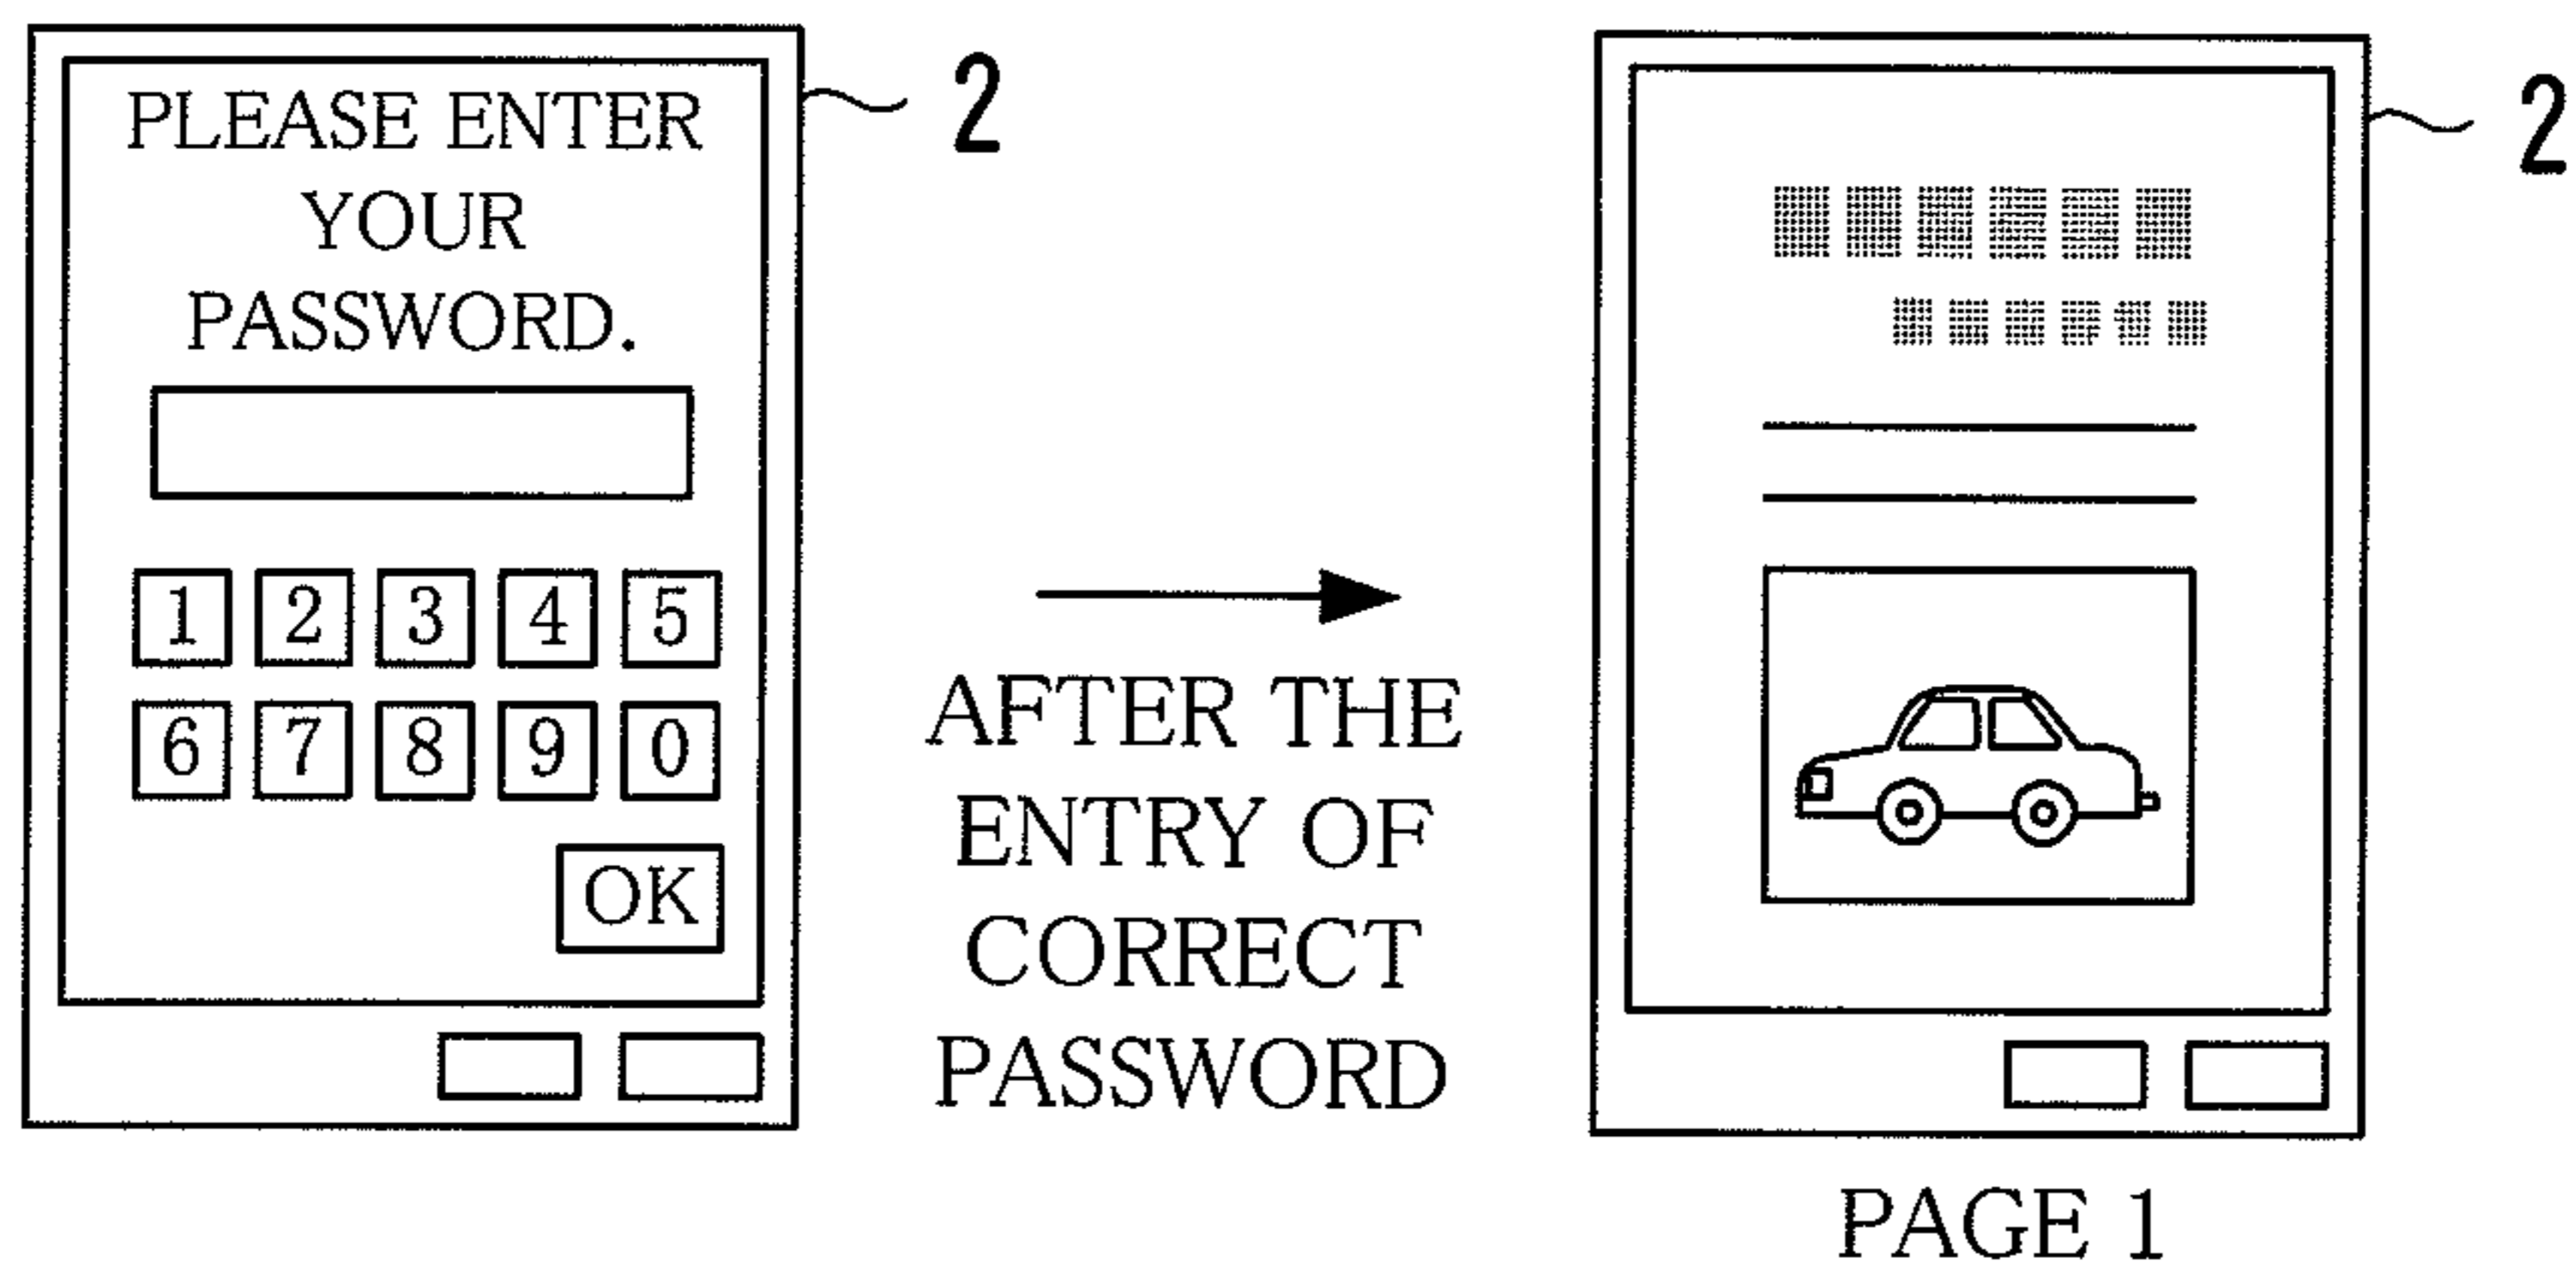 PLEASE ENTER
YOUR
PASSWORD.
1 2 3 4 5
6 7 8 9 0
OK
2
AFTER THE
ENTRY OF
CORRECT
PASSWORD
2
PAGE 1